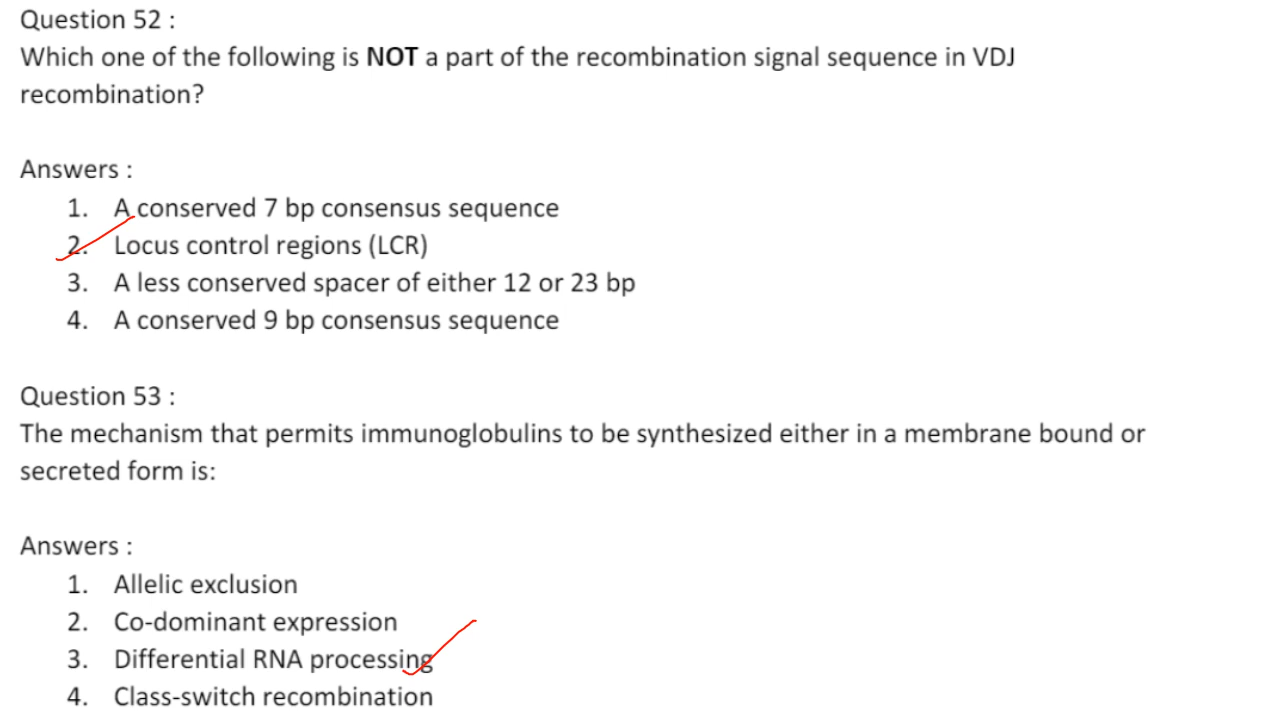 Question 52 :
Which one of the following is NOT a part of the recombination signal sequence in VDJ
recombination?
Answers :
1. A conserved 7 bp consensus sequence
2. Locus control regions (LCR)
3. A less conserved spacer of either 12 or 23 bp
4. A conserved 9 bp consensus sequence
Question 53 :
The mechanism that permits immunoglobulins to be synthesized either in a membrane bound or
secreted form is:
Answers :
1. Allelic exclusion
2. Co-dominant expression
3. Differential RNA processing
4. Class-switch recombination